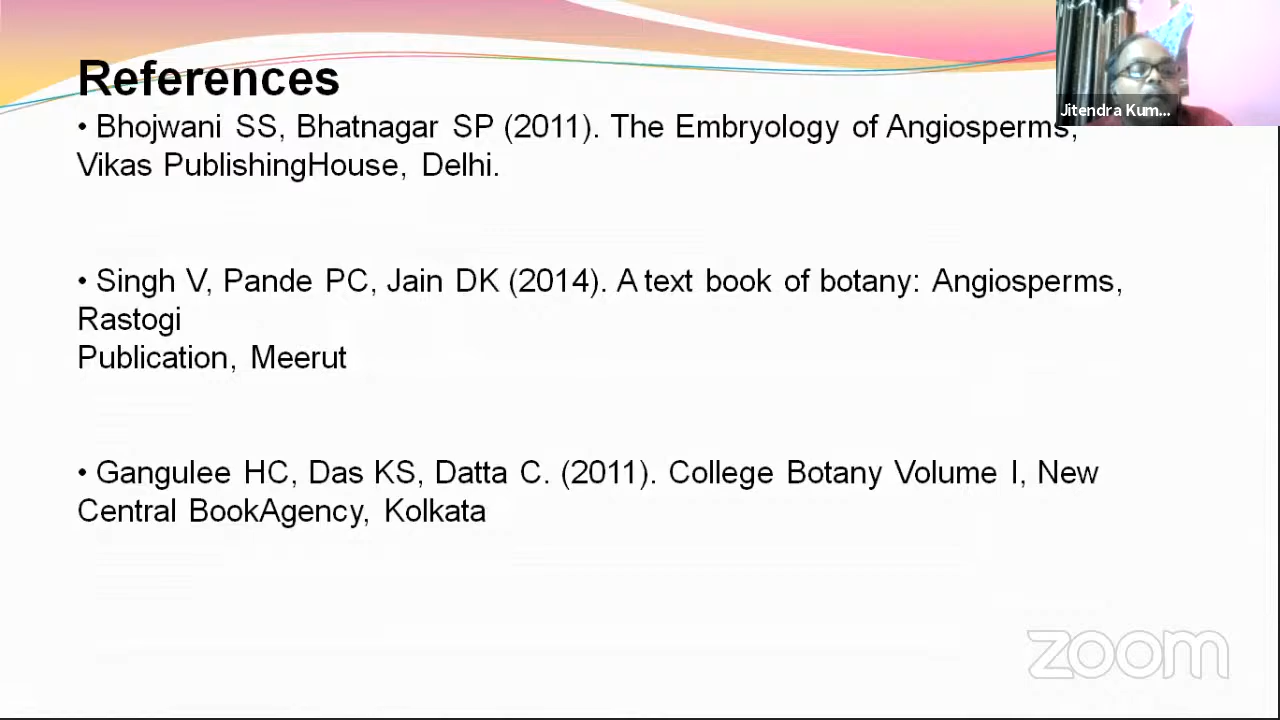 References
• Bhojwani SS, Bhatnagar SP (2011). The Embryology of Angiosperms,
Vikas PublishingHouse, Delhi.
• Singh V, Pande PC, Jain DK (2014). A text book of botany: Angiosperms,
Rastogi
Publication, Meerut
• Gangulee HC, Das KS, Datta C. (2011). College Botany Volume I, New
Central BookAgency, Kolkata
Jitendra Kum...
zoom